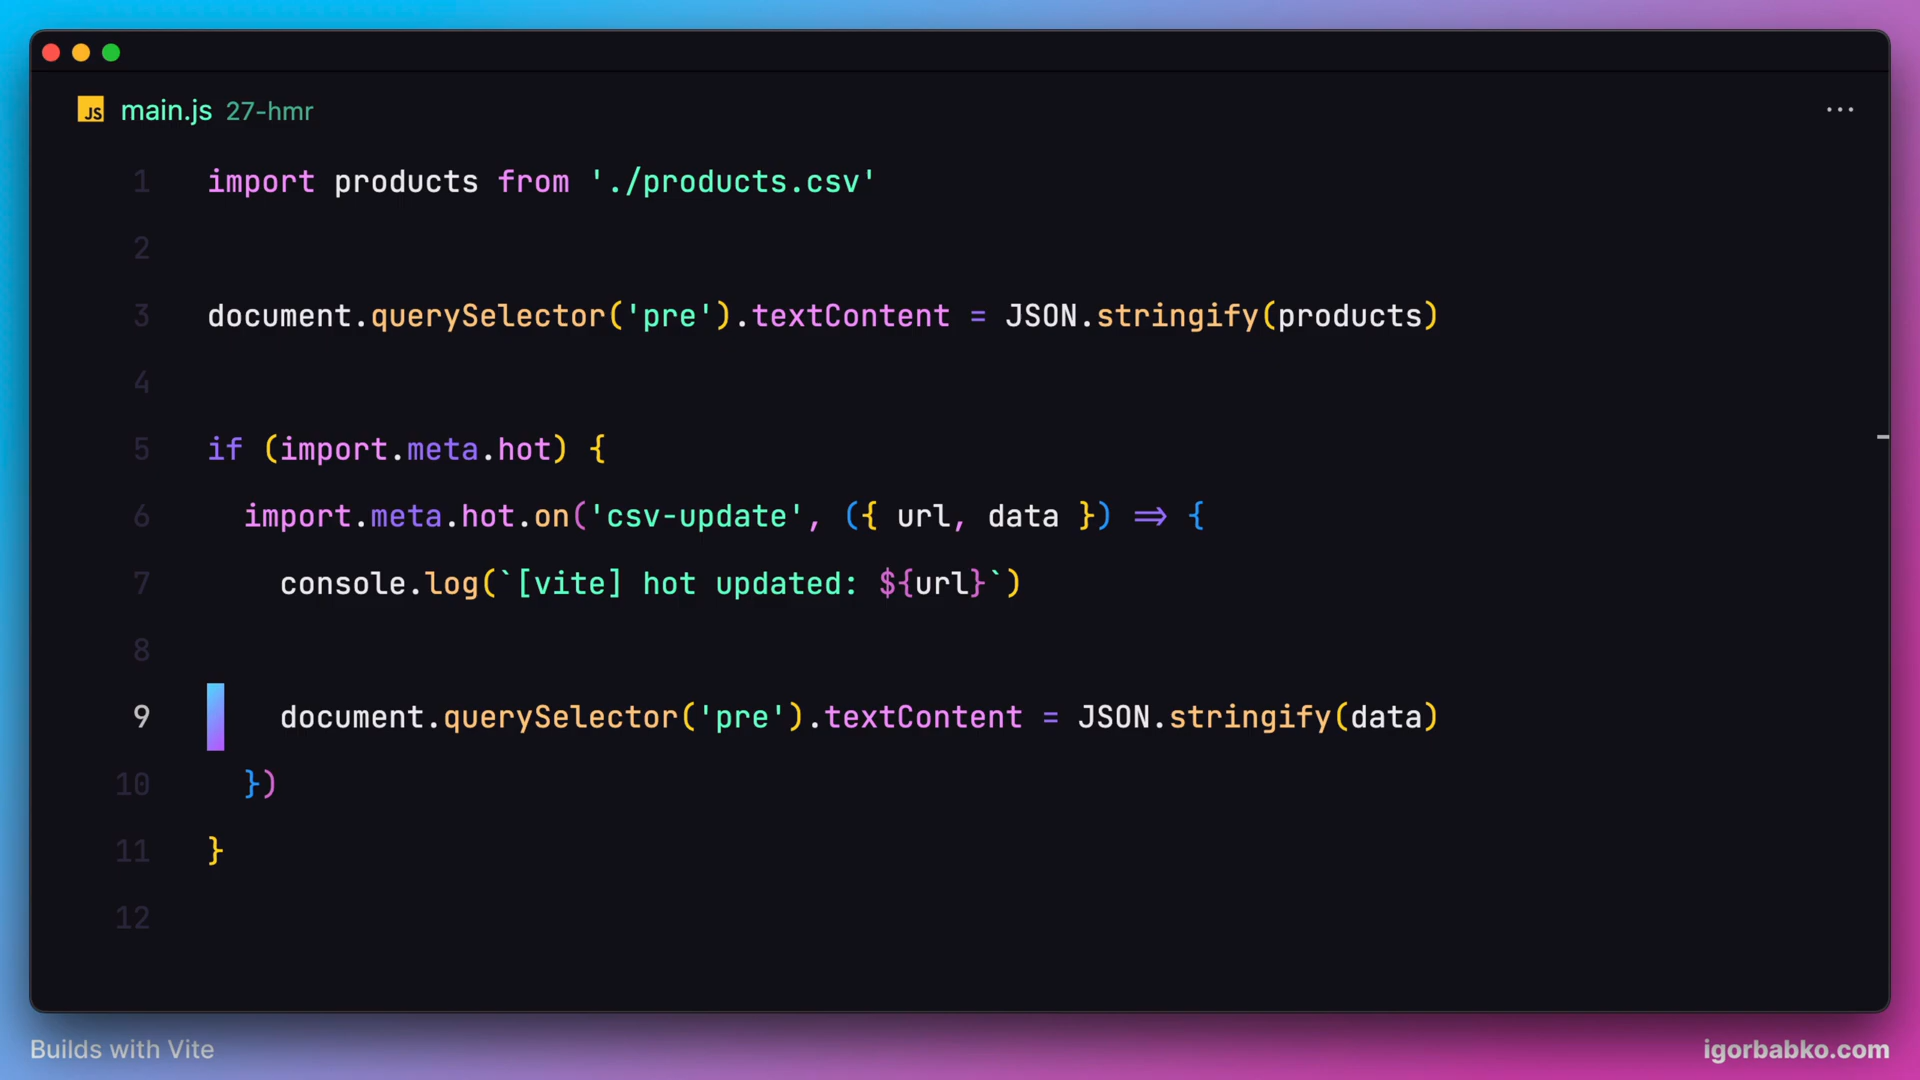 JS main.js 27-hmr ...
1 import products from './products.csv'
2
3 document.querySelector('pre').textContent = JSON.stringify(products)
4
5 if (import.meta.hot) {
6   import.meta.hot.on('csv-update', ({ url, data }) => {
7     console.log(`[vite] hot updated: ${url}`)
8
9     document.querySelector('pre').textContent = JSON.stringify(data)
10   })
11 }
12
Builds with Vite
igorbabko.com